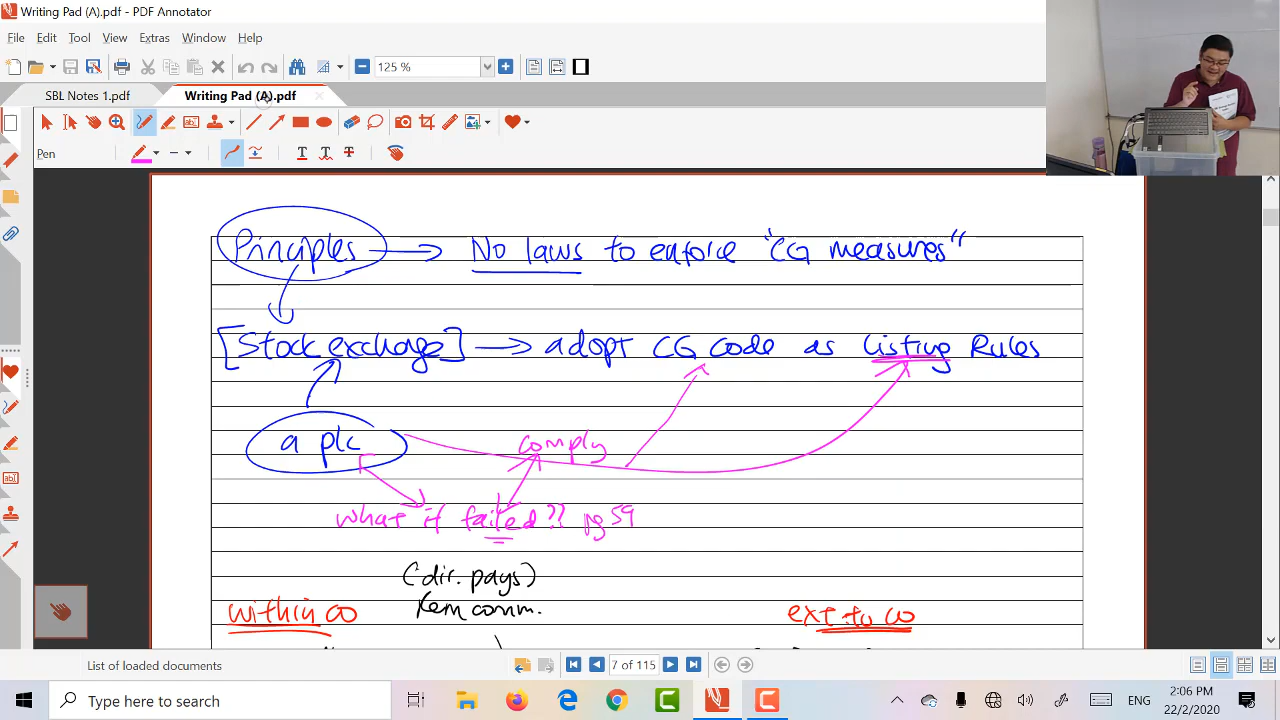 Writing Pad (A).pdf - PDF Annotator
File Edit Tool View Extras Window Help
125 %
SBL Notes 1.pdf Writing Pad (A).pdf
Pen
Principles → No laws to enforce "CG measures"
[Stock exchange] → adopt CG code as Listing Rules
a plc
comply
what if failed?? pg 59
(dir. pays)
Rem comm.
within co ext. to co
List of loaded documents 7 of 115
Type here to search ENG 2:06 PM
22/2/2020